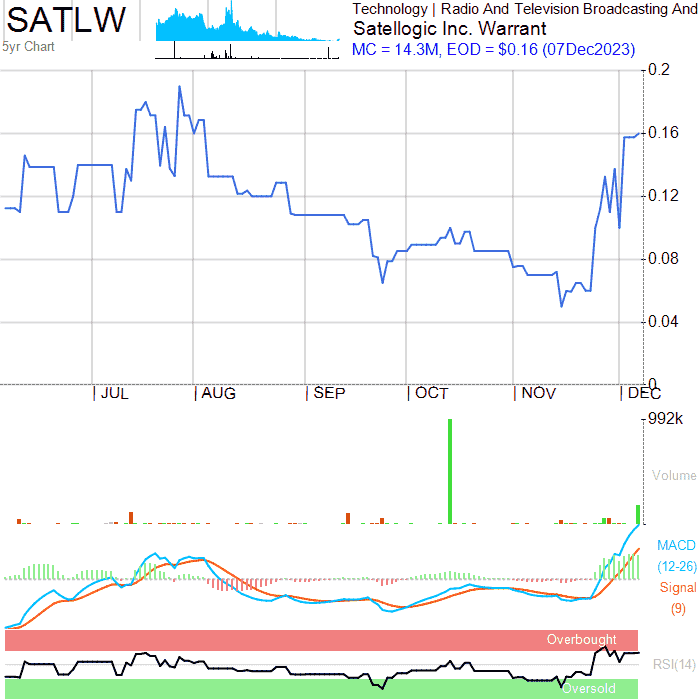 SATLW
5yr Chart
Technology | Radio And Television Broadcasting And
Satellogic Inc. Warrant
MC = 14.3M, EOD = $0.16 (07Dec2023)
0.2
0.16
0.12
0.08
0.04
0
JUL
AUG
SEP
OCT
NOV
DEC
992k
Volume
MACD
(12-26)
Signal
(9)
Overbought
RSI(14)
Oversold